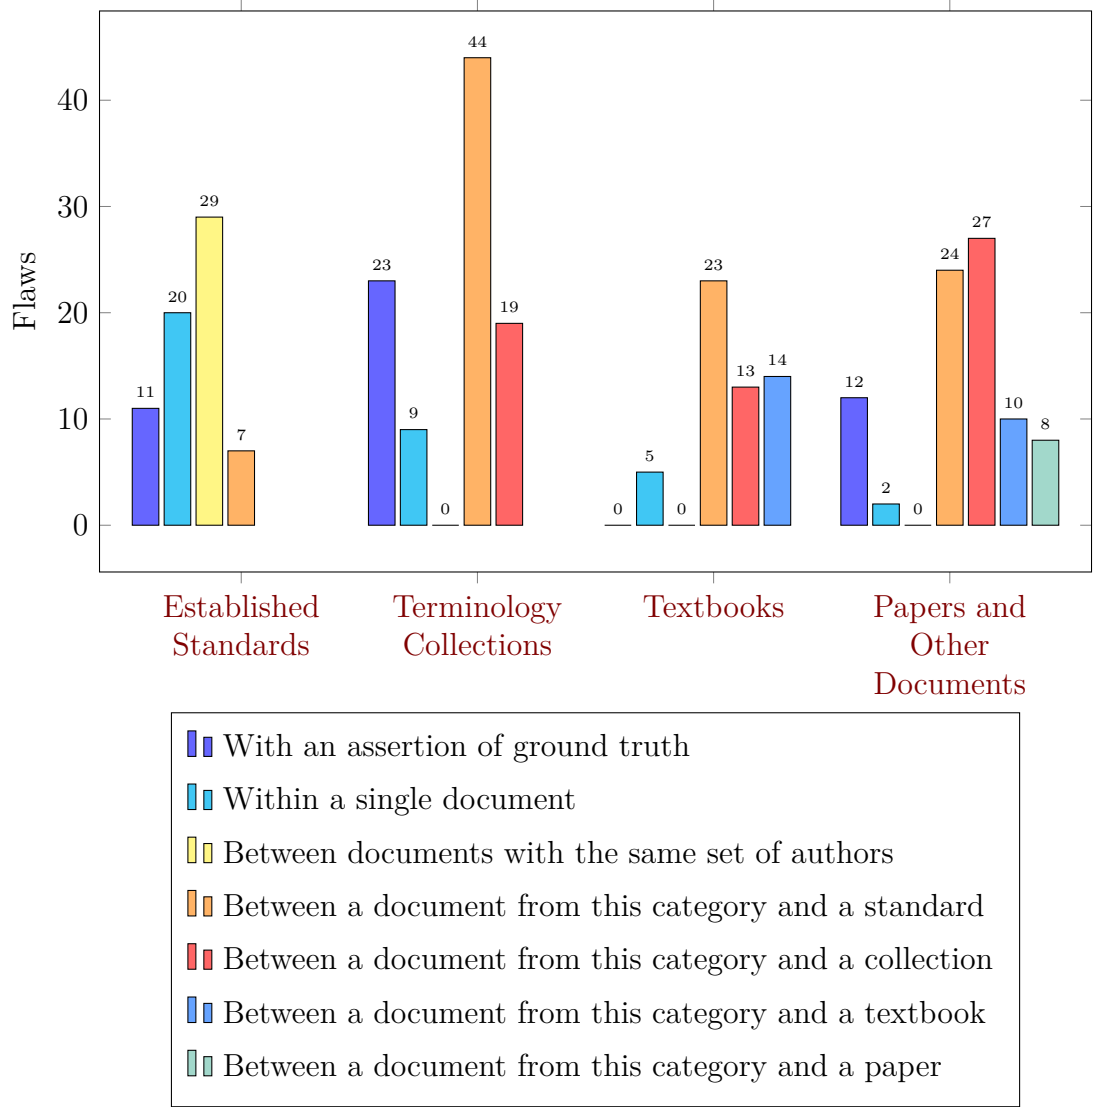 44
40
30
29
27
24
23
23
20
20
19
14
13
12
11
10
10
9
8
7
5
2
0
0
0
0
0
Flaws
Established
Standards
Terminology
Collections
Textbooks
Papers and
Other
Documents
With an assertion of ground truth
Within a single document
Between documents with the same set of authors
Between a document from this category and a standard
Between a document from this category and a collection
Between a document from this category and a textbook
Between a document from this category and a paper